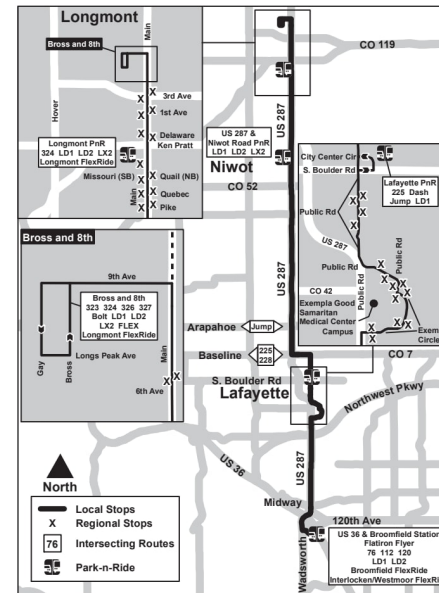 Longmont
Main
Bross and 8th
Hover
3rd Ave
1st Ave
Delaware
Ken Pratt
Longmont PnR
324 LD1 LD2 LX2
Longmont FlexRide
Missouri (SB)
Quail (NB)
Main
Quebec
Pike
CO 119
US 287
US 287 &
Niwot Road PnR
LD1 LD2 LX2
Niwot
CO 52
City Center Cir
S. Boulder Rd
Lafayette PnR
225 Dash
Jump LD1
Public Rd
US 287
Public Rd
Public Rd
Public Rd
CO 42
Exempla Good
Samaritan
Medical Center
Campus
Exem
Circle
CO 7
Bross and 8th
9th Ave
Bross and 8th
323 324 326 327
Bolt LD1 LD2
LX2 FLEX
Longmont FlexRide
Gay
Bross
Longs Peak Ave
Main
6th Ave
US 287
Arapahoe
Jump
Baseline
225
228
S. Boulder Rd
Lafayette
Northwest Pkwy
US 36
US 287
Midway
120th Ave
Wadsworth
US 36 & Broomfield Station
Flatiron Flyer
76 112 120
LD1 LD2
Broomfield FlexRide
Interlocken/Westmoor FlexRi
North
Local Stops
X Regional Stops
76 Intersecting Routes
Park-n-Ride